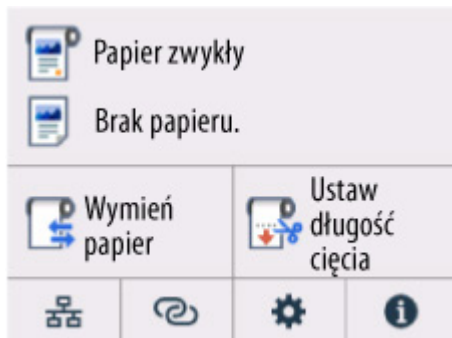 Papier zwykły
Brak papieru.
Wymień
papier
Ustaw
długość
cięcia